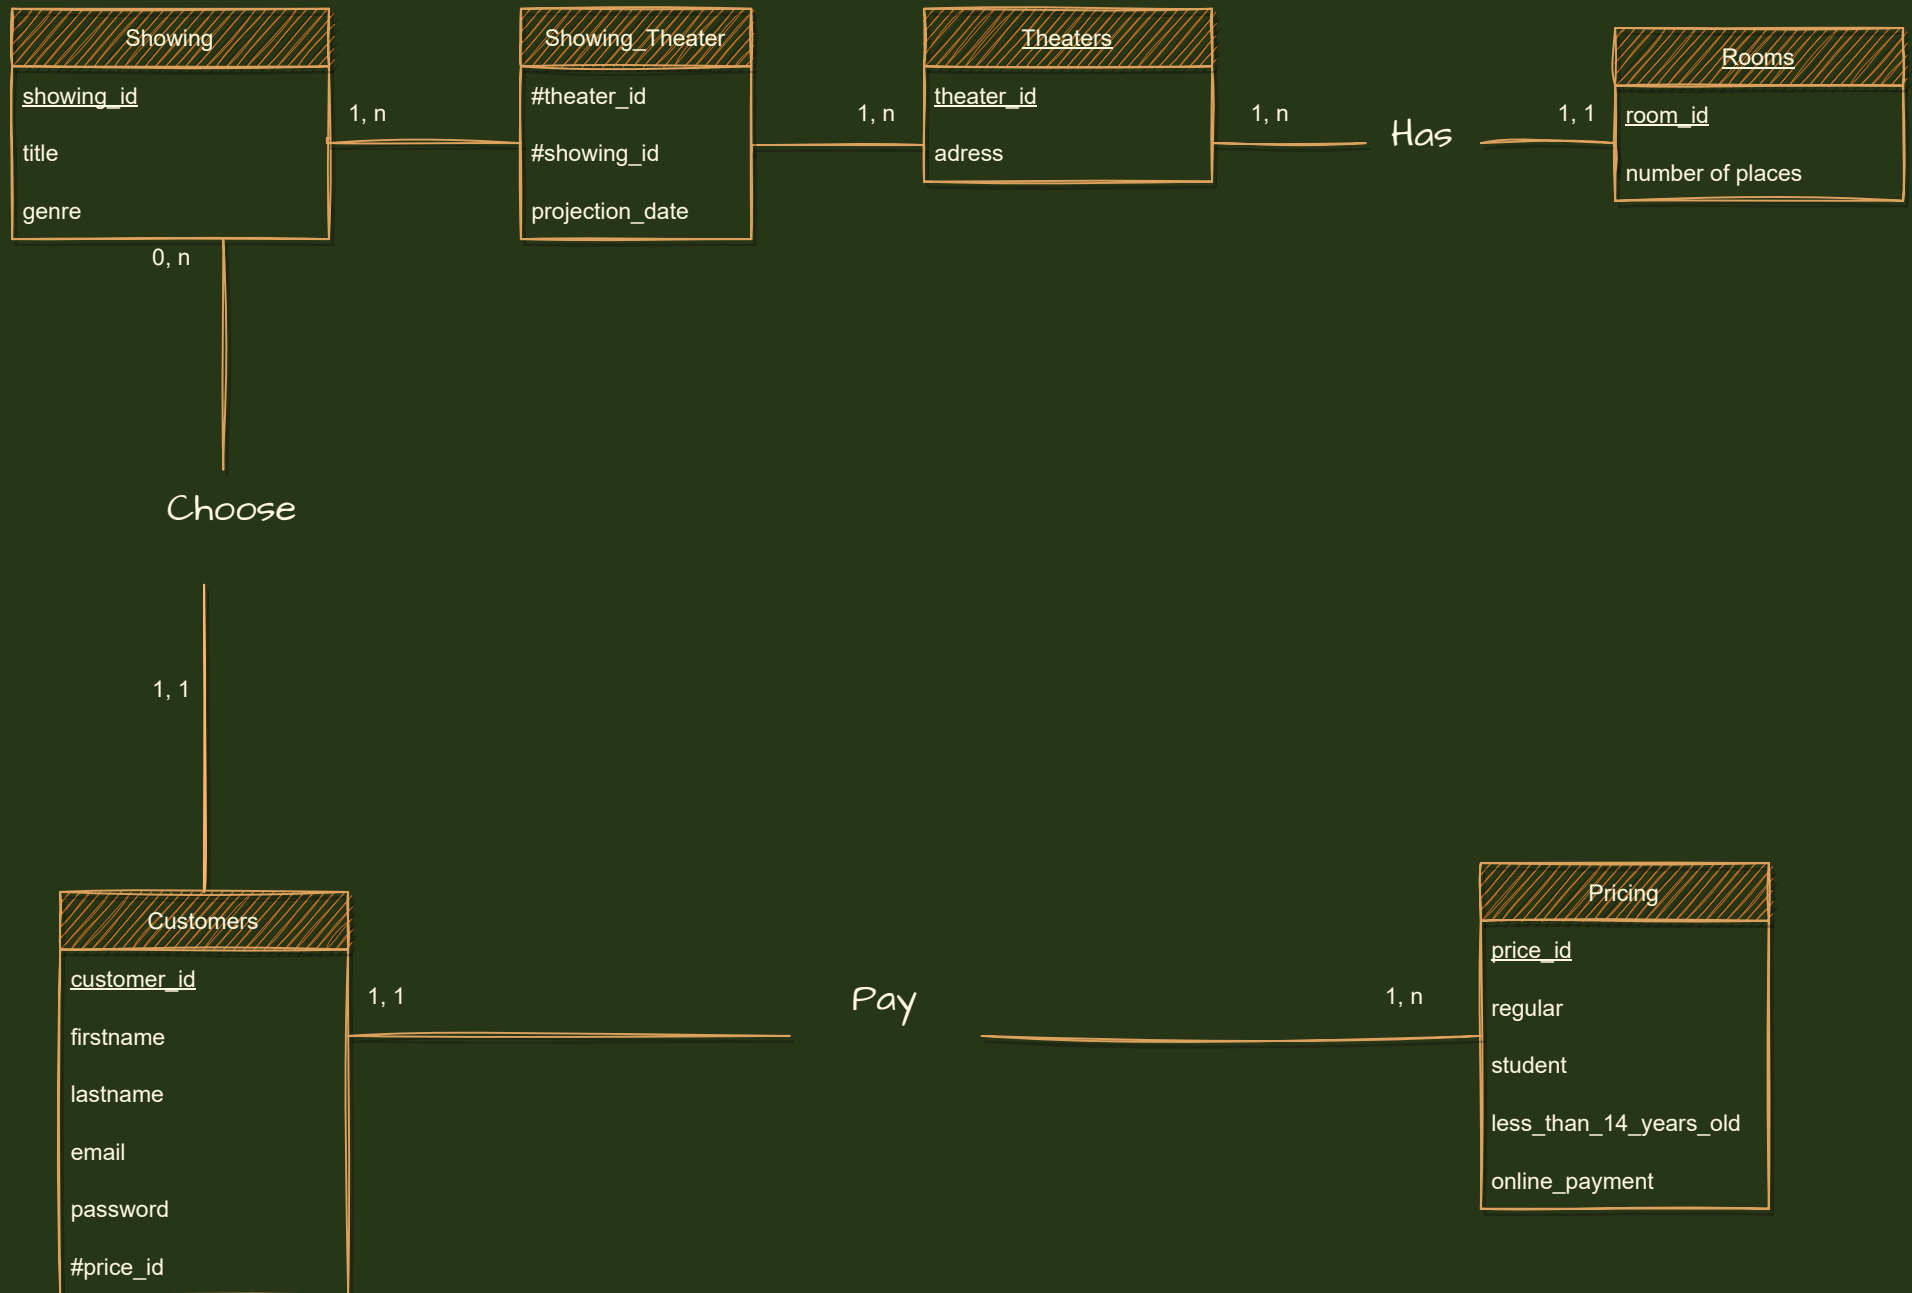 Showing
showing_id
title
genre
1, n
Showing_Theater
#theater_id
#showing_id
projection_date
1, n
Theaters
theater_id
adress
1, n
Has
1, 1
Rooms
room_id
number of places
0, n
Choose
1, 1
Customers
customer_id
firstname
lastname
email
password
#price_id
1, 1
Pay
1, n
Pricing
price_id
regular
student
less_than_14_years_old
online_payment